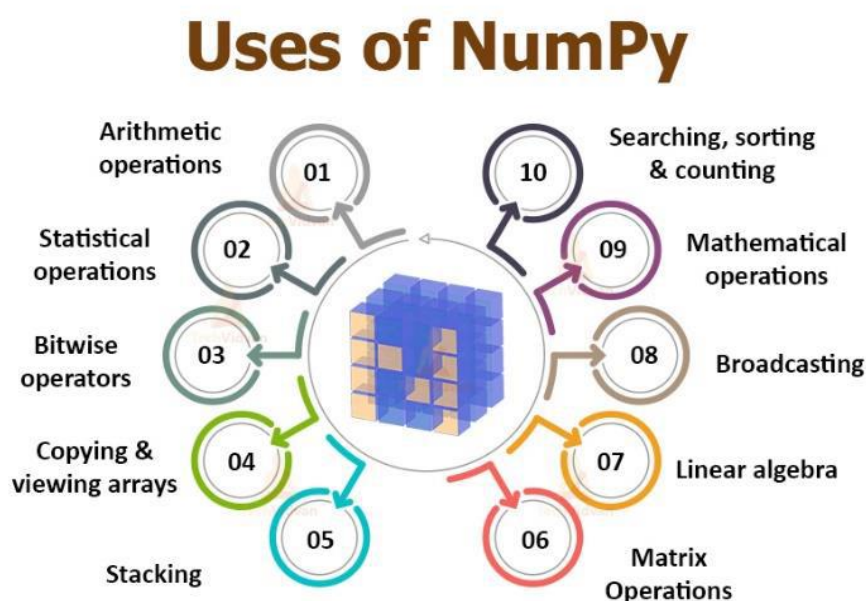 Uses of NumPy
Arithmetic
operations
01
Statistical
operations
02
Bitwise
operators
03
Copying &
viewing arrays
04
Stacking
05
06
Matrix
Operations
07
Linear algebra
08
Broadcasting
09
Mathematical
operations
10
Searching, sorting
& counting
TechVidvan